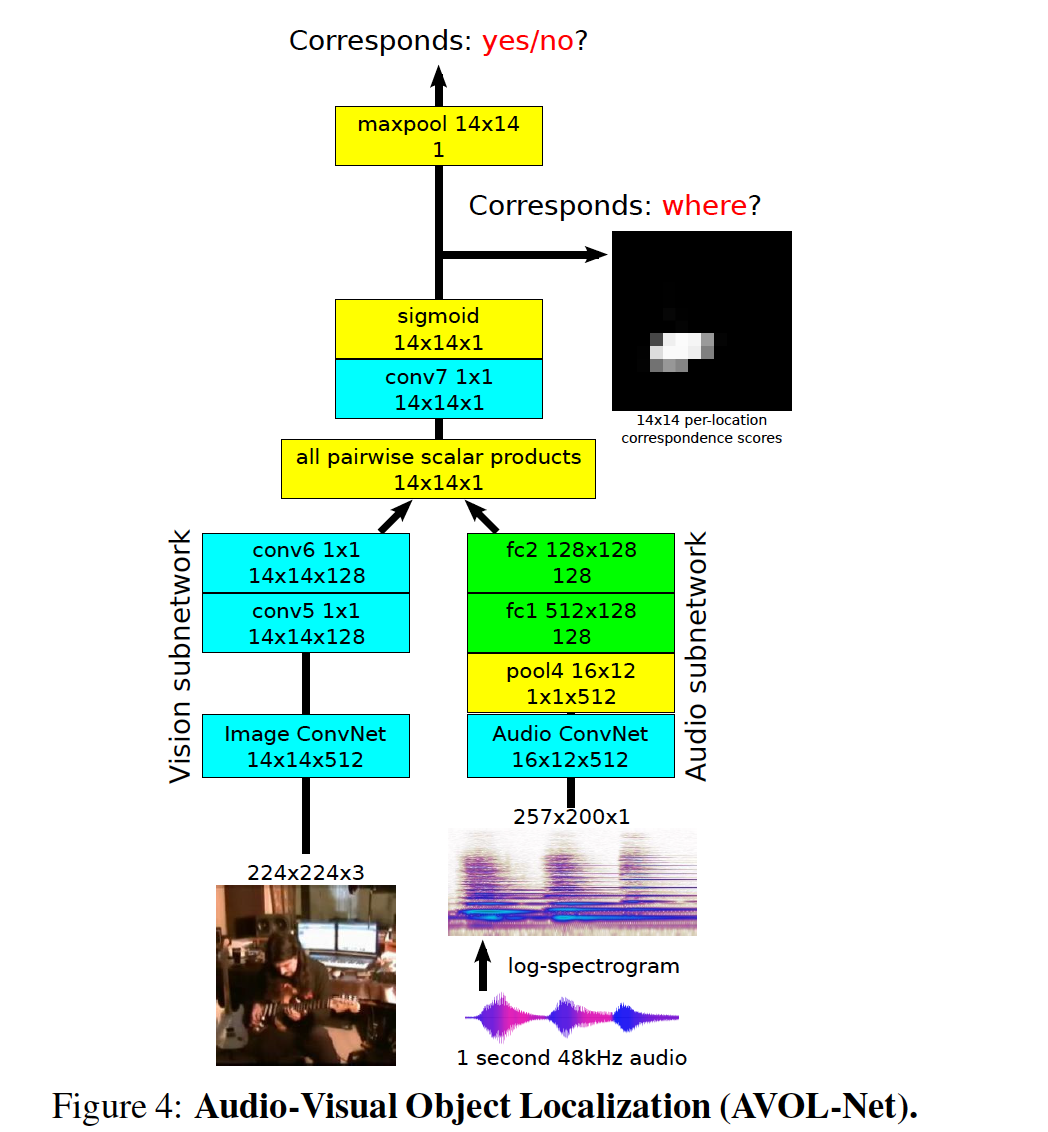 Corresponds: yes/no?
maxpool 14x14
1
Corresponds: where?
sigmoid
14x14x1
conv7 1x1
14x14x1
14x14 per-location
correspondence scores
all pairwise scalar products
14x14x1
Vision subnetwork
conv6 1x1
14x14x128
conv5 1x1
14x14x128
Image ConvNet
14x14x512
224x224x3
fc2 128x128
128
fc1 512x128
128
pool4 16x12
1x1x512
Audio ConvNet
16x12x512
Audio subnetwork
257x200x1
log-spectrogram
1 second 48kHz audio
Figure 4: Audio-Visual Object Localization (AVOL-Net).